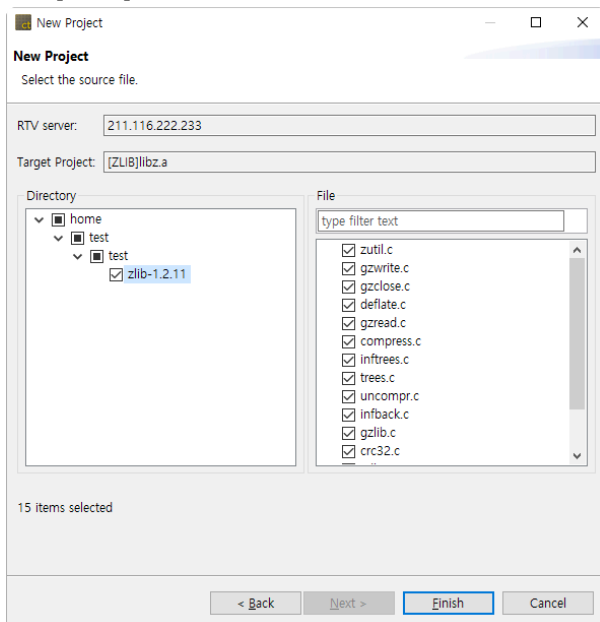 ct New Project
New Project
Select the source file.
RTV server: 211.116.222.233
Target Project: [ZLIB]libz.a
Directory
home
test
test
zlib-1.2.11
File
type filter text
zutil.c
gzwrite.c
gzclose.c
deflate.c
gzread.c
compress.c
inftrees.c
trees.c
uncompr.c
infback.c
gzlib.c
crc32.c
15 items selected
< Back
Next >
Finish
Cancel